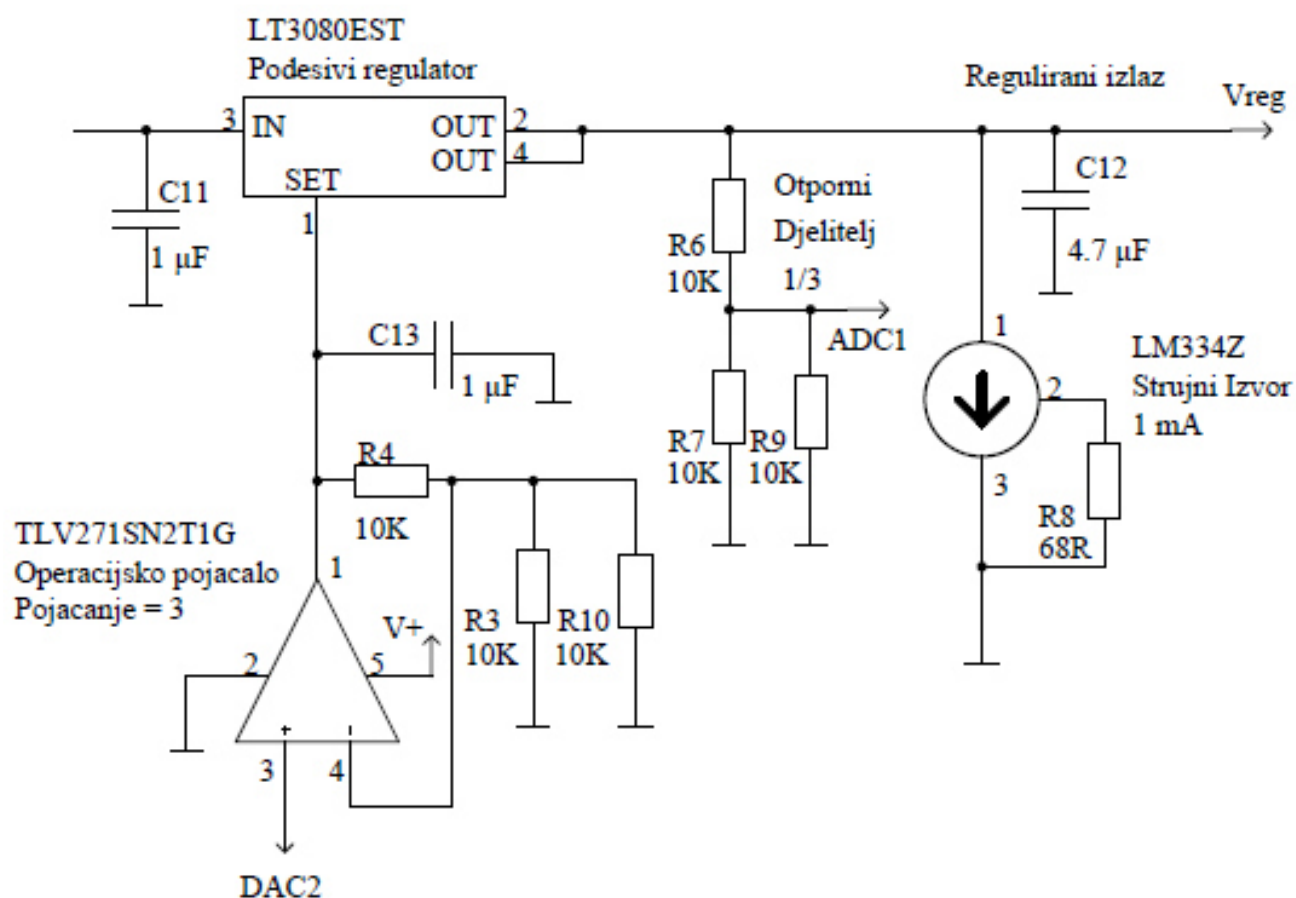 LT3080EST
Podesivi regulator
Regulirani izlaz
Vreg
3 IN OUT 2
OUT 4
SET
1
C11
1 µF
R6
10K
Otporni
Djelitelj
1/3
ADC1
C12
4.7 µF
C13
1 µF
R7
10K
R9
10K
1
2
3
LM334Z
Strujni Izvor
1 mA
R8
68R
R4
10K
TLV271SN2T1G
Operacijsko pojacalo
Pojacanje = 3
1
V+
2
5
R3
10K
R10
10K
+ -
3
4
DAC2